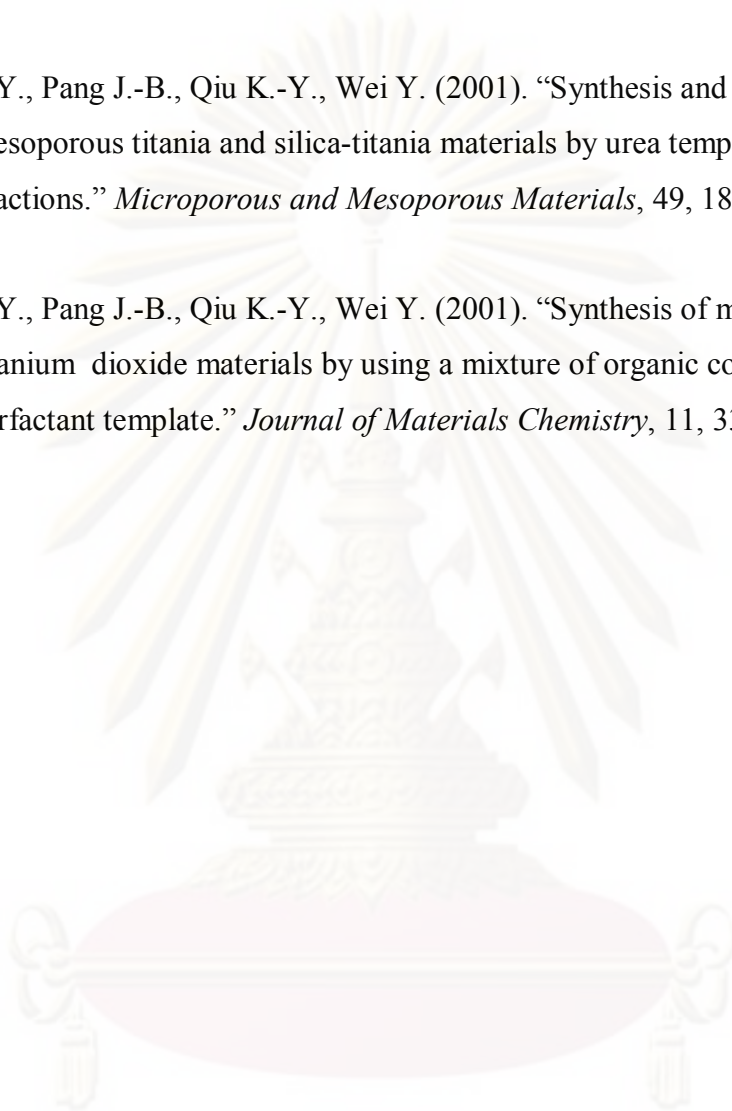 Y., Pang J.-B., Qiu K.-Y., Wei Y. (2001). “Synthesis and
esoporous titania and silica-titania materials by urea temp
actions.” Microporous and Mesoporous Materials, 49, 18
Y., Pang J.-B., Qiu K.-Y., Wei Y. (2001). “Synthesis of m
anium dioxide materials by using a mixture of organic co
rfactant template.” Journal of Materials Chemistry, 11, 33